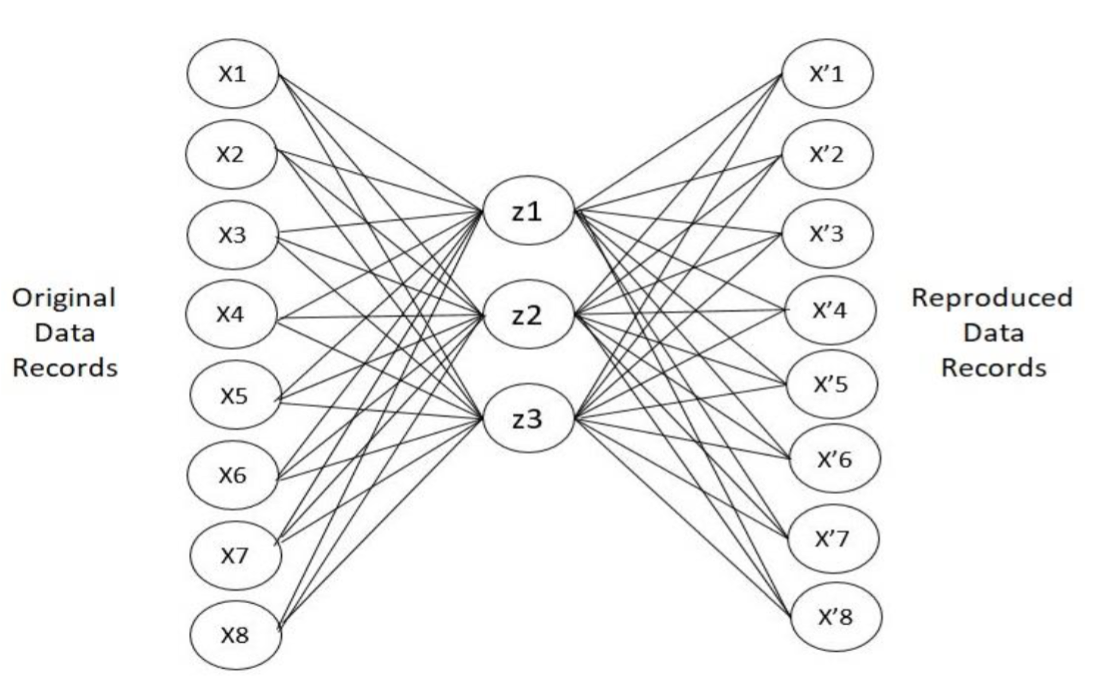 X1
X2
X3
X4
X5
X6
X7
X8
Original
Data
Records
z1
z2
z3
X'1
X'2
X'3
X'4
X'5
X'6
X'7
X'8
Reproduced
Data
Records